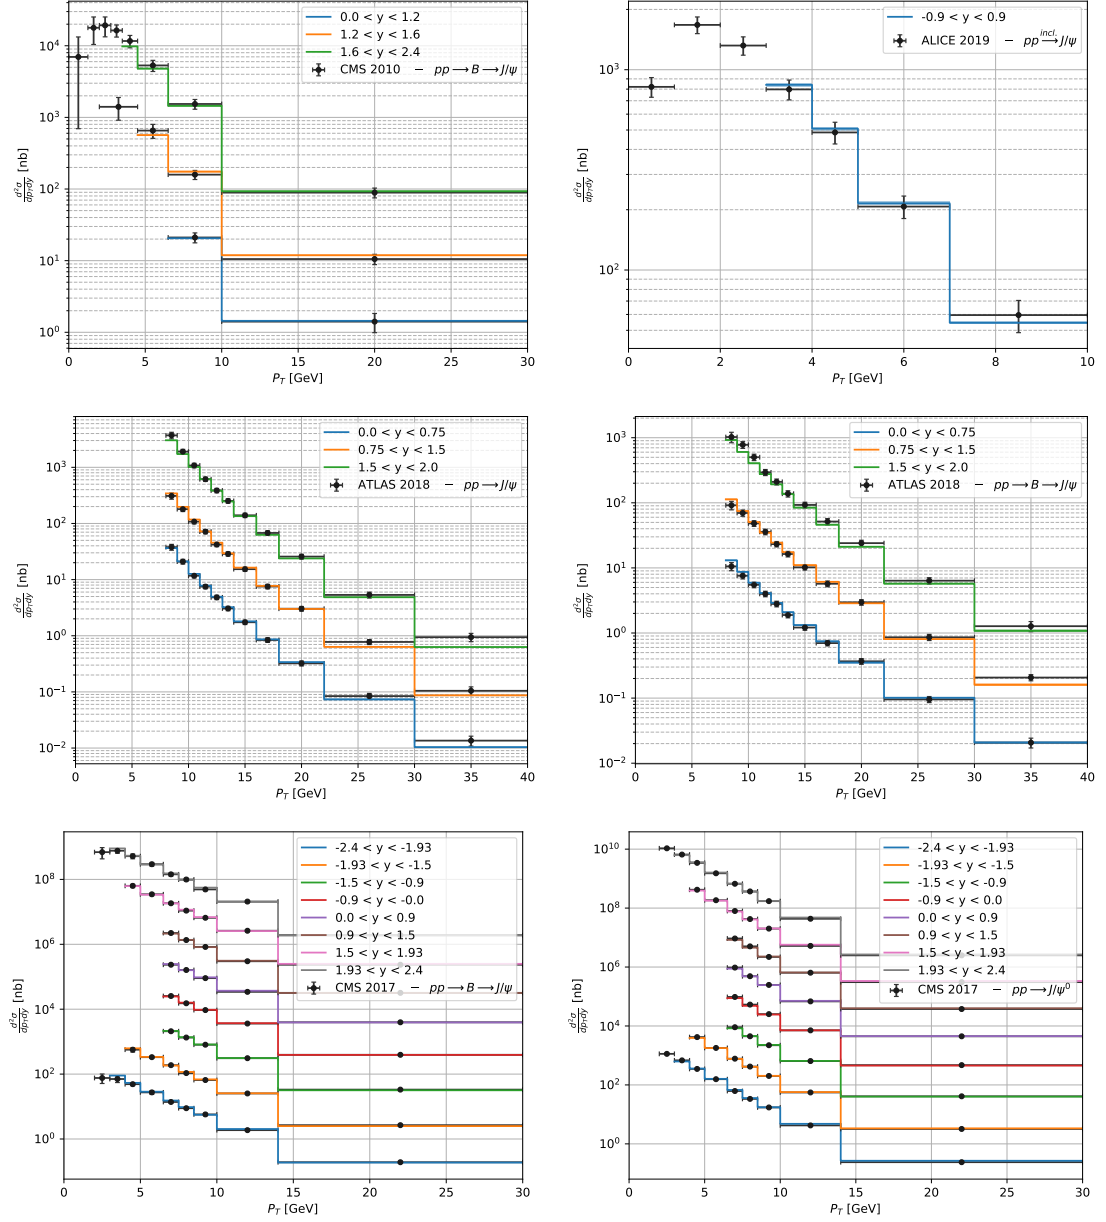 10⁴
10³
10²
10¹
10⁰
d²σ/dp_T dy [nb]
0.0 < y < 1.2
1.2 < y < 1.6
1.6 < y < 2.4
CMS 2010 − pp → B → J/ψ
0 5 10 15 20 25 30
P_T [GeV]
10³
10²
d²σ/dp_T dy [nb]
-0.9 < y < 0.9
ALICE 2019 − pp →^{incl.} J/ψ
0 2 4 6 8 10
P_T [GeV]
10³
10²
10¹
10⁰
10⁻¹
10⁻²
d²σ/dp_T dy [nb]
0.0 < y < 0.75
0.75 < y < 1.5
1.5 < y < 2.0
ATLAS 2018 − pp → J/ψ
0 5 10 15 20 25 30 35 40
P_T [GeV]
10³
10²
10¹
10⁰
10⁻¹
10⁻²
d²σ/dp_T dy [nb]
0.0 < y < 0.75
0.75 < y < 1.5
1.5 < y < 2.0
ATLAS 2018 − pp → B → J/ψ
0 5 10 15 20 25 30 35 40
P_T [GeV]
10⁸
10⁶
10⁴
10²
10⁰
d²σ/dp_T dy [nb]
-2.4 < y < -1.93
-1.93 < y < -1.5
-1.5 < y < -0.9
-0.9 < y < -0.0
0.0 < y < 0.9
0.9 < y < 1.5
1.5 < y < 1.93
1.93 < y < 2.4
CMS 2017 − pp → B → J/ψ
0 5 10 15 20 25 30
P_T [GeV]
10¹⁰
10⁸
10⁶
10⁴
10²
10⁰
d²σ/dp_T dy [nb]
-2.4 < y < -1.93
-1.93 < y < -1.5
-1.5 < y < -0.9
-0.9 < y < -0.0
0.0 < y < 0.9
0.9 < y < 1.5
1.5 < y < 1.93
1.93 < y < 2.4
CMS 2017 − pp → J/ψ⁰
0 5 10 15 20 25 30
P_T [GeV]